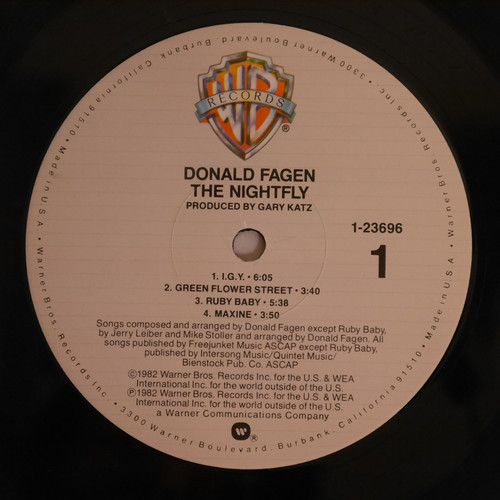 WB
RECORDS
®
DONALD FAGEN
THE NIGHTFLY
PRODUCED BY GARY KATZ
1-23696
1
1. I.G.Y. • 6:05
2. GREEN FLOWER STREET • 3:40
3. RUBY BABY • 5:38
4. MAXINE • 3:50
Songs composed and arranged by Donald Fagen except Ruby Baby,
by Jerry Leiber and Mike Stoller and arranged by Donald Fagen. All
songs published by Freejunket Music ASCAP except Ruby Baby,
published by Intersong Music/Quintet Music/
Bienstock Pub. Co. ASCAP
©1982 Warner Bros. Records Inc. for the U.S. & WEA
International Inc. for the world outside of the U.S.
℗1982 Warner Bros. Records Inc. for the U.S. & WEA
International Inc. for the world outside of the U.S.
a Warner Communications Company
®
Warner Bros. Records Inc. • 3300 Warner Boulevard, Burbank, California 91510 • Made in U.S.A. • Warner Bros. Records Inc. • 3300 Warner Boulevard, Burbank, California 91510 • Made in U.S.A. •